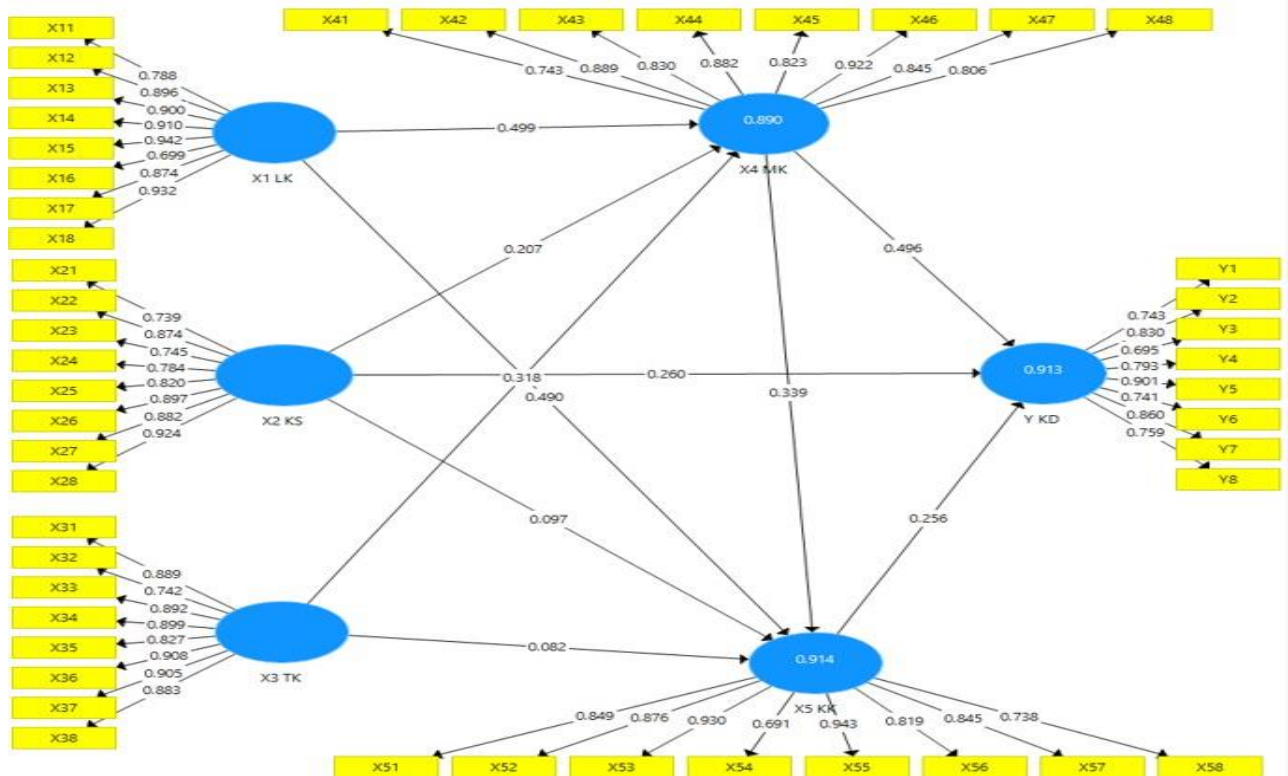 X41 X42 X43 X44 X45 X46 X47 X48
0.743 0.889 0.830 0.882 0.823 0.922 0.845 0.806
X11
X12
X13
X14
X15
X16
X17
X18
0.788
0.896
0.900
0.910
0.942
0.699
0.874
0.932
X1 LK
0.499
0.890
X4 MK
X21
X22
X23
X24
X25
X26
X27
X28
0.739
0.874
0.745
0.784
0.820
0.897
0.882
0.924
X2 KS
0.207
0.496
0.318
0.260
0.490
0.339
0.913
Y KD
Y1
Y2
Y3
Y4
Y5
Y6
Y7
Y8
0.743
0.830
0.695
0.793
0.901
0.741
0.860
0.759
X31
X32
X33
X34
X35
X36
X37
X38
0.889
0.742
0.892
0.899
0.827
0.908
0.905
0.883
X3 TK
0.097
0.256
0.082
0.914
X5 KK
0.849 0.876 0.930 0.691 0.943 0.819 0.845 0.738
X51 X52 X53 X54 X55 X56 X57 X58